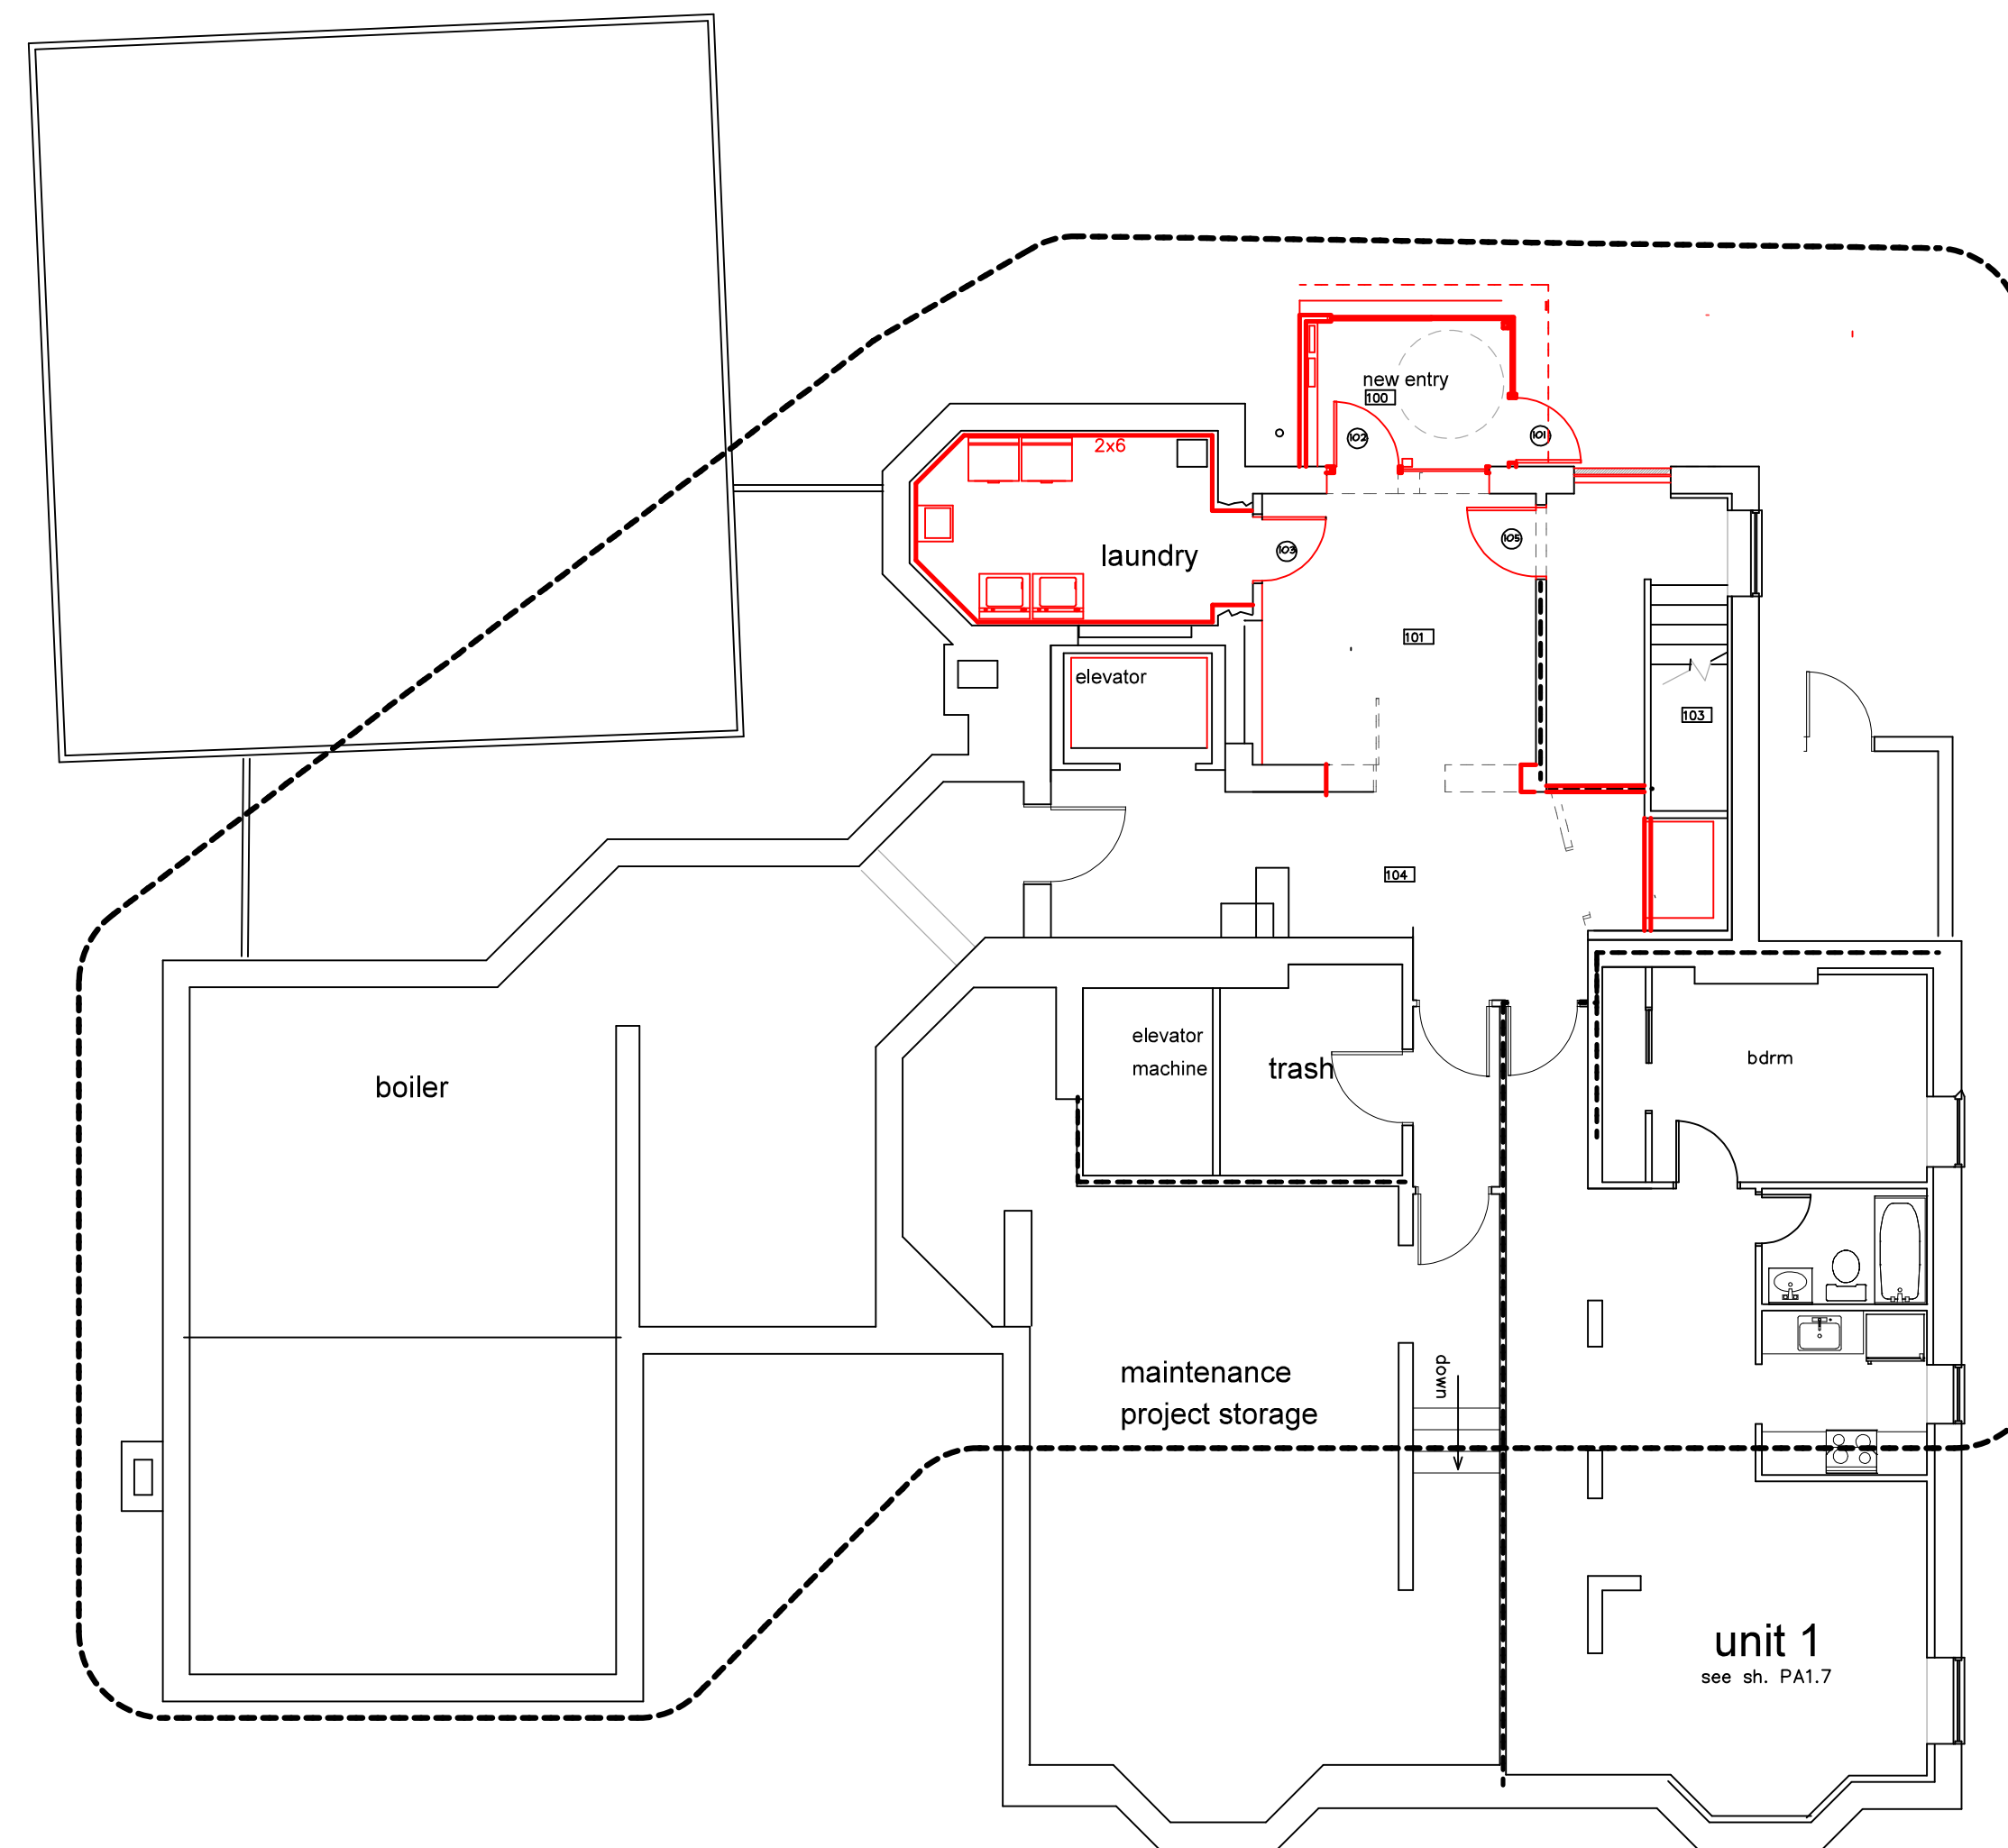 new entry
100
102
101
2x6
laundry
103
105
101
elevator
103
104
elevator
machine
trash
bdrm
boiler
maintenance
project storage
down
unit 1
see sh. PA1.7